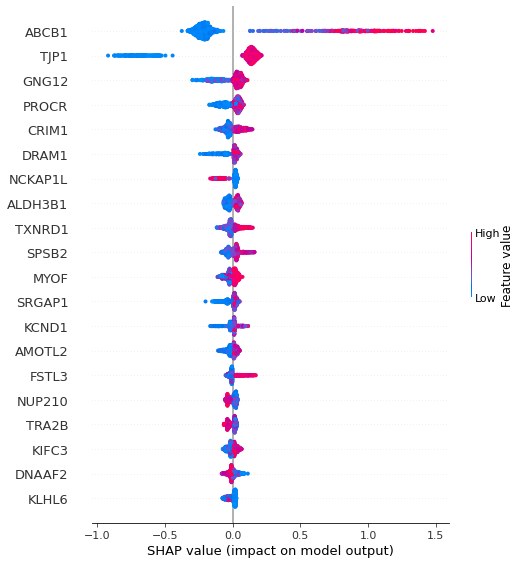 ABCB1
TJP1
GNG12
PROCR
CRIM1
DRAM1
NCKAP1L
ALDH3B1
TXNRD1
SPSB2
MYOF
SRGAP1
KCND1
AMOTL2
FSTL3
NUP210
TRA2B
KIFC3
DNAAF2
KLHL6
−1.0 −0.5 0.0 0.5 1.0 1.5
SHAP value (impact on model output)
High
Low
Feature value